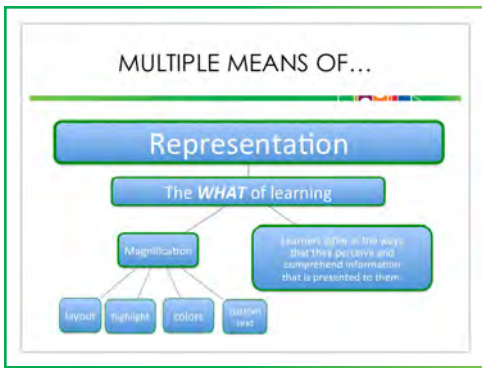 MULTIPLE MEANS OF...
Representation
The WHAT of learning
Magnification
Learners differ in the ways
that they perceive and
comprehend information
that is presented to them.
layout
highlight
colors
custom
text